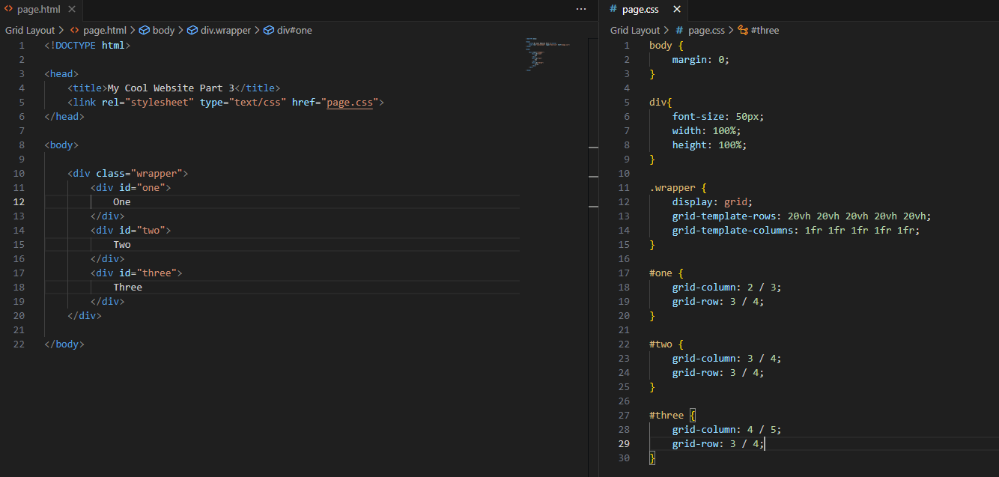 page.html
Grid Layout > page.html > body > div.wrapper > div#one
1 <!DOCTYPE html>
2
3 <head>
4 <title>My Cool Website Part 3</title>
5 <link rel="stylesheet" type="text/css" href="page.css">
6 </head>
7
8 <body>
9
10 <div class="wrapper">
11 <div id="one">
12 One
13 </div>
14 <div id="two">
15 Two
16 </div>
17 <div id="three">
18 Three
19 </div>
20 </div>
21
22 </body>
# page.css
Grid Layout > # page.css > #three
1 body {
2 margin: 0;
3 }
4
5 div{
6 font-size: 50px;
7 width: 100%;
8 height: 100%;
9 }
10
11 .wrapper {
12 display: grid;
13 grid-template-rows: 20vh 20vh 20vh 20vh 20vh;
14 grid-template-columns: 1fr 1fr 1fr 1fr 1fr;
15 }
16
17 #one {
18 grid-column: 2 / 3;
19 grid-row: 3 / 4;
20 }
21
22 #two {
23 grid-column: 3 / 4;
24 grid-row: 3 / 4;
25 }
26
27 #three {
28 grid-column: 4 / 5;
29 grid-row: 3 / 4;
30 }